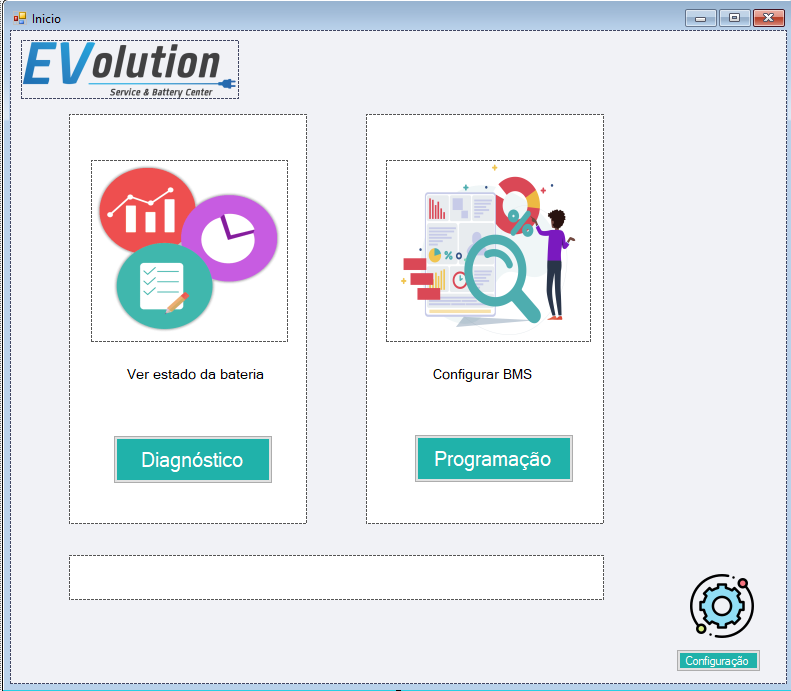 Inicio
EVolution
Service & Battery Center
Ver estado da bateria
Configurar BMS
Diagnóstico
Programação
Configuração